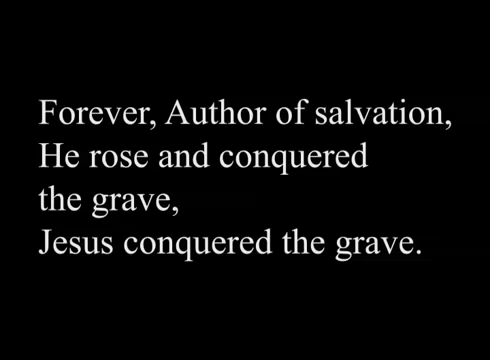 Forever, Author of salvation,
He rose and conquered
the grave,
Jesus conquered the grave.